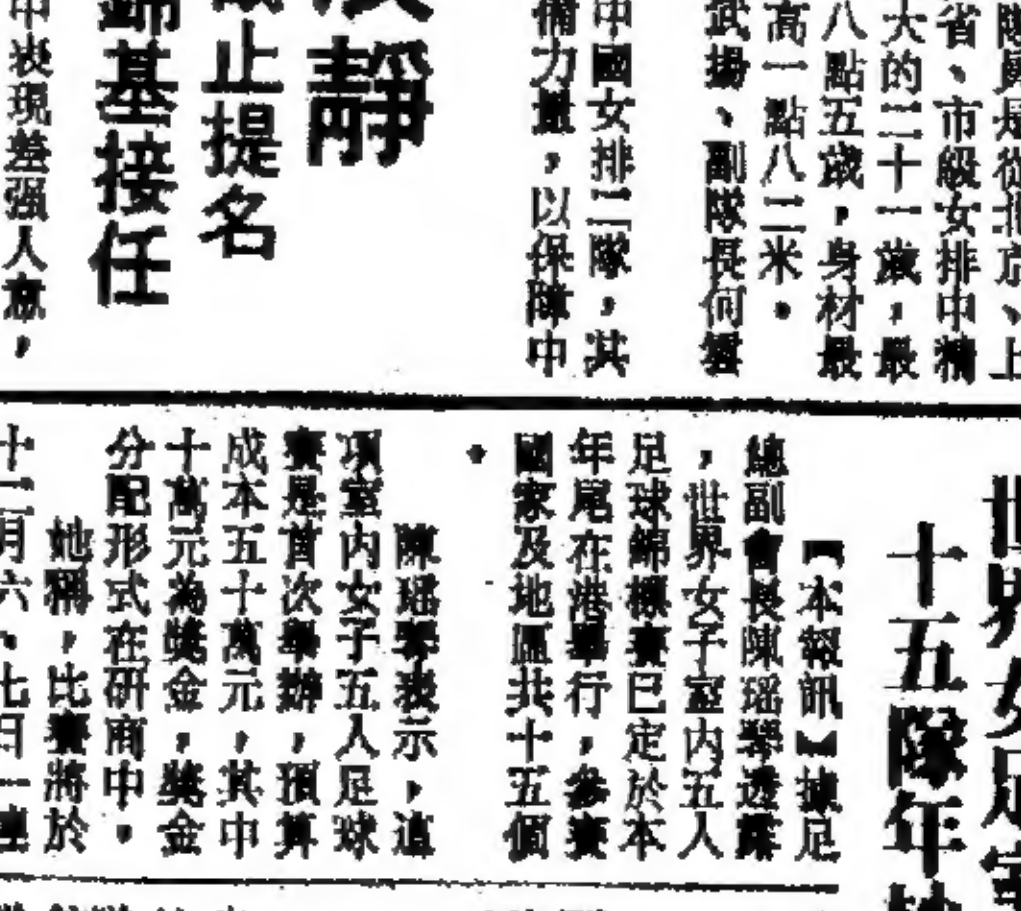 隊員是從北京、上
省、市級女排中精
大的二十一歲，最
八點五歲，身材最
高一點八二米。
武揚、副隊長何
中國女排二隊，其
備力量，以保障中
靜
止提名
錦基接任
中表現差强人意，
世界女足室
十五隊年
【本報訊】據足
總副會長陳瑶琴透露
，世界女子室内五人
足球錦標賽已定於本
年尾在港舉行，參賽
國家及地區共十五個
。
陳瑶琴表示，這
項室内女子五人足球
賽是首次舉辦，預算
成本五十萬元，其中
十萬元為獎金，獎金
分配形式在研商中。
她稱，比賽將於
十二月六、七日一連